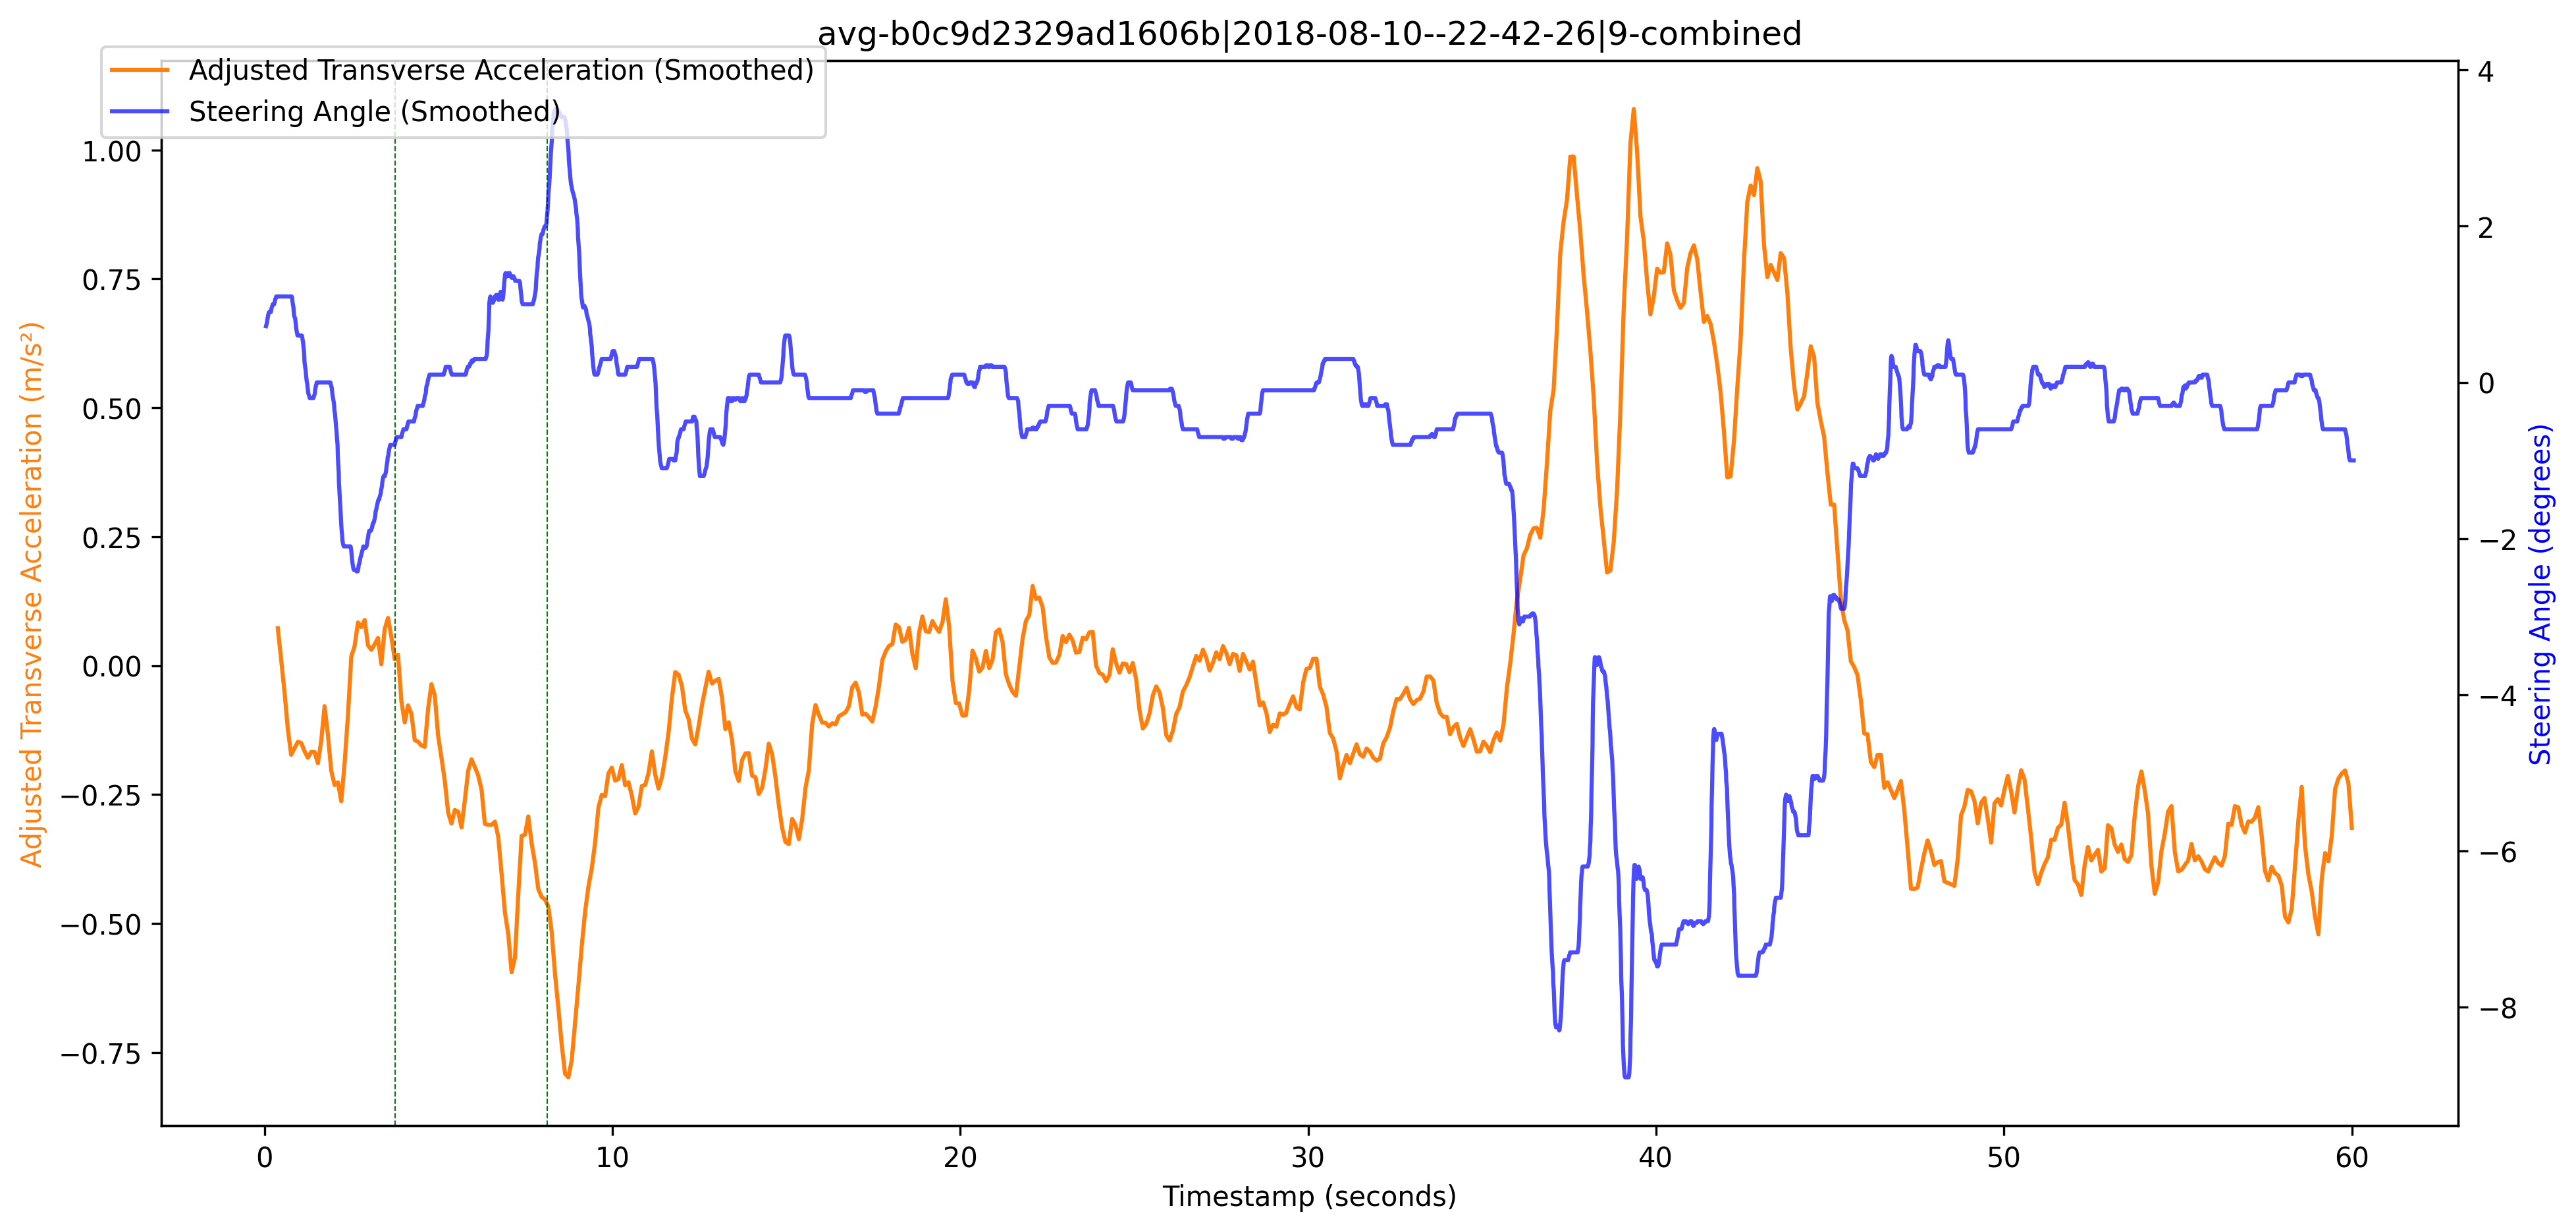 avg-b0c9d2329ad1606b|2018-08-10--22-42-26|9-combined
Adjusted Transverse Acceleration (Smoothed)
Steering Angle (Smoothed)
Adjusted Transverse Acceleration (m/s²)
1.00
0.75
0.50
0.25
0.00
−0.25
−0.50
−0.75
4
2
0
−2
−4
−6
−8
Steering Angle (degrees)
0 10 20 30 40 50 60
Timestamp (seconds)